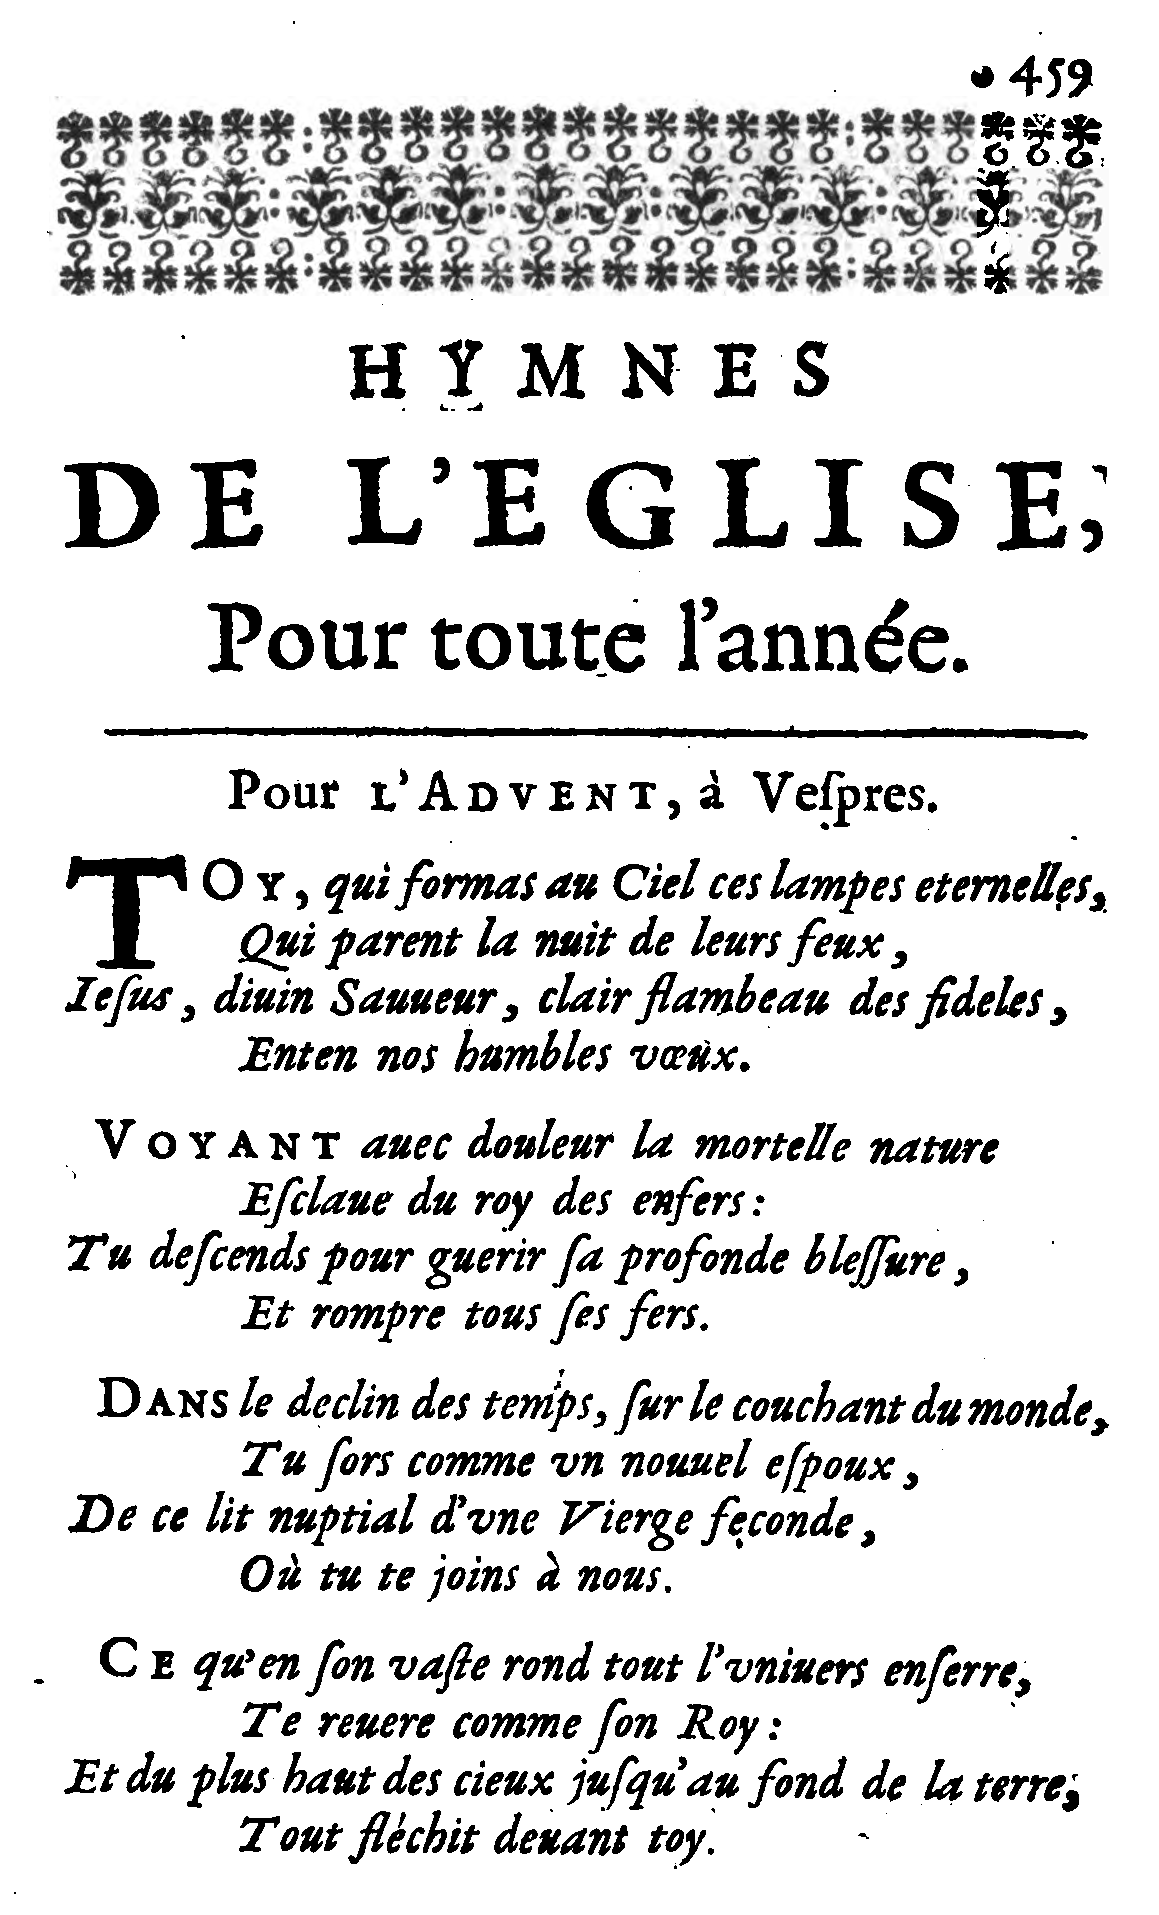 459
HYMNES
DE L'EGLISE,
Pour toute l'année.
Pour L'ADVENT, à Veſpres.
TOY, qui formas au Ciel ces lampes eternelles,
Qui parent la nuit de leurs feux,
Ieſus, diuin Sauueur, clair flambeau des fideles,
Enten nos humbles vœux.
VOYANT auec douleur la mortelle nature
Eſclaue du roy des enfers:
Tu deſcends pour guerir ſa profonde bleſſure,
Et rompre tous ſes fers.
DANS le declin des temps, ſur le couchant du monde,
Tu ſors comme vn nouuel eſpoux,
De ce lit nuptial d'vne Vierge feconde,
Où tu te joins à nous.
CE qu'en ſon vaſte rond tout l'vniuers enſerre,
Te reuere comme ſon Roy:
Et du plus haut des cieux juſqu'au fond de la terre,
Tout fléchit deuant toy.